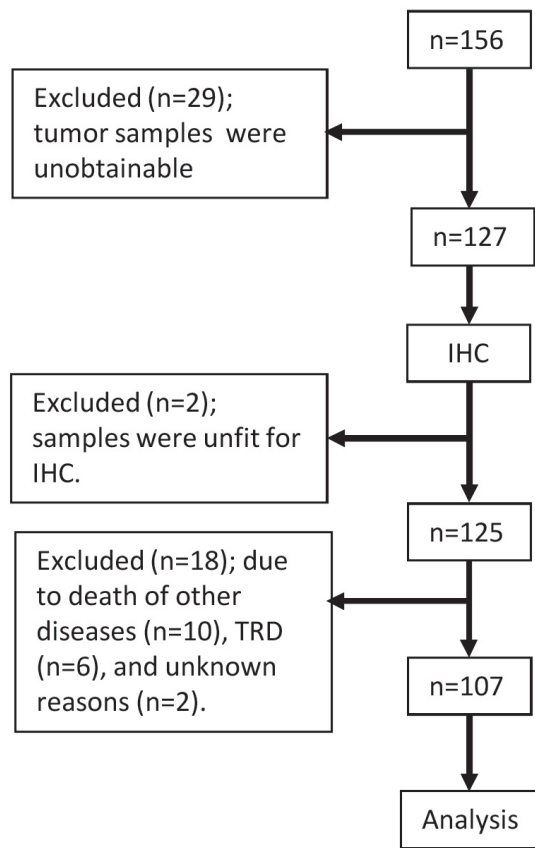 n=156
Excluded (n=29);
tumor samples were
unobtainable
n=127
IHC
Excluded (n=2);
samples were unfit for
IHC.
n=125
Excluded (n=18); due
to death of other
diseases (n=10), TRD
(n=6), and unknown
reasons (n=2).
n=107
Analysis